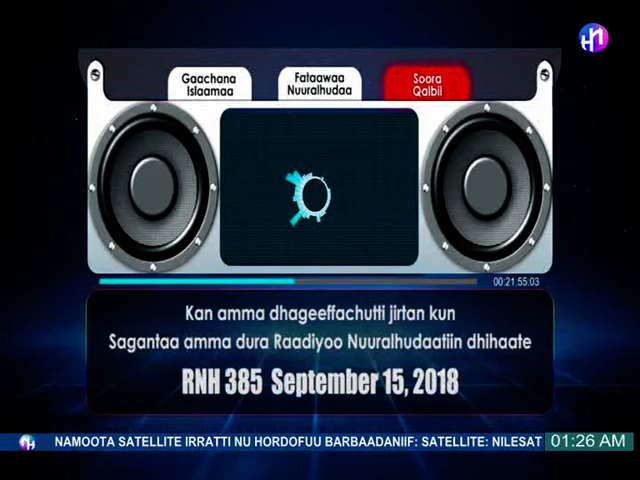 Gaachana
Islaamaa
Fataawaa
Nuuralhudaa
Soora
Qalbil
00:21.55:03
Kan amma dhageeffachutti jirtan kun
Sagantaa amma dura Raadiyoo Nuuralhudaatiin dhihaate
RNH 385 September 15, 2018
NAMOOTA SATELLITE IRRATTI NU HORDOFUU BARBAADANIIF: SATELLITE: NILESAT
01:26 AM